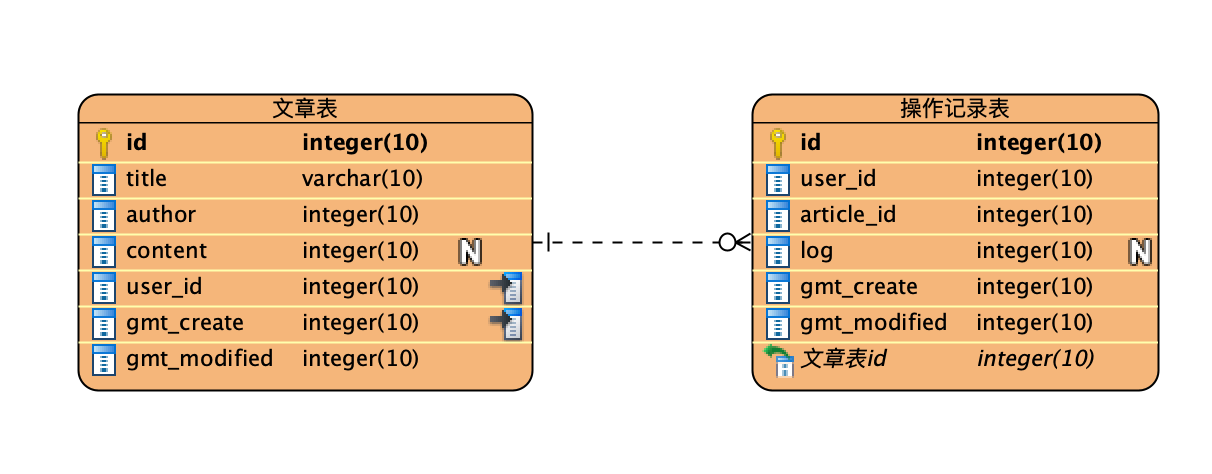 文章表
id integer(10)
title varchar(10)
author integer(10)
content integer(10) N
user_id integer(10)
gmt_create integer(10)
gmt_modified integer(10)
操作记录表
id integer(10)
user_id integer(10)
article_id integer(10)
log integer(10) N
gmt_create integer(10)
gmt_modified integer(10)
文章表id integer(10)